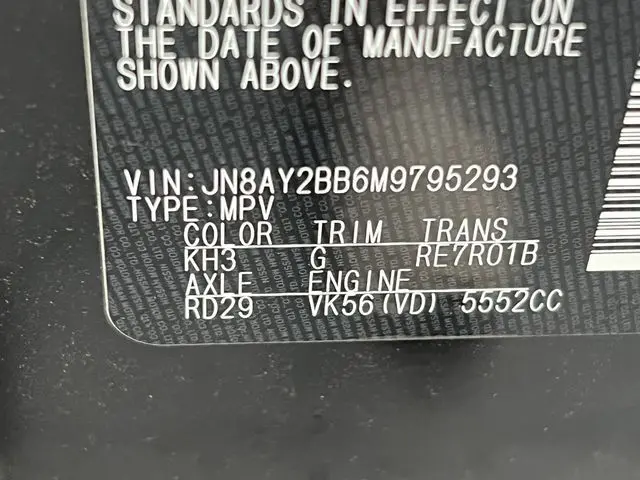 STANDARDS IN EFFECT ON
THE DATE OF MANUFACTURE
SHOWN ABOVE.
VIN:JN8AY2BB6M9795293
TYPE:MPV
COLOR TRIM TRANS
KH3 G RE7R01B
AXLE ENGINE
RD29 VK56(VD) 5552CC